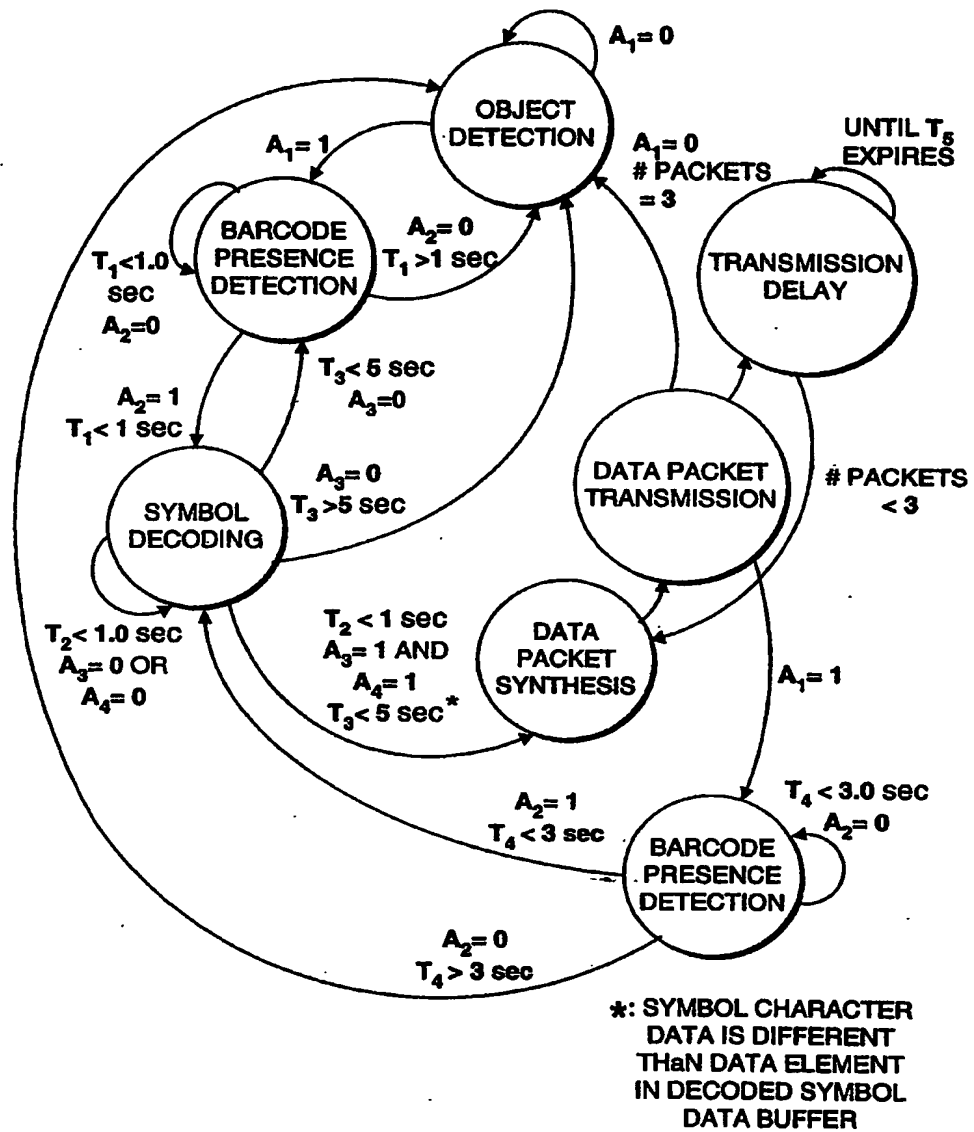 A₁= 0
OBJECT
DETECTION
UNTIL T₅
EXPIRES
A₁= 1
A₁= 0
# PACKETS
= 3
BARCODE
PRESENCE
DETECTION
A₂= 0
T₁ >1 sec
TRANSMISSION
DELAY
T₁<1.0
sec
A₂=0
T₃< 5 sec
A₃=0
A₂= 1
T₁< 1 sec
DATA PACKET
TRANSMISSION
# PACKETS
< 3
A₃= 0
T₃ >5 sec
SYMBOL
DECODING
T₂< 1.0 sec
A₃= 0 OR
A₄= 0
T₂ < 1 sec
A₃= 1 AND
A₄= 1
T₃< 5 sec*
DATA
PACKET
SYNTHESIS
A₁= 1
A₂= 1
T₄ < 3 sec
T₄ < 3.0 sec
A₂= 0
BARCODE
PRESENCE
DETECTION
A₂= 0
T₄ > 3 sec
*: SYMBOL CHARACTER
DATA IS DIFFERENT
THaN DATA ELEMENT
IN DECODED SYMBOL
DATA BUFFER